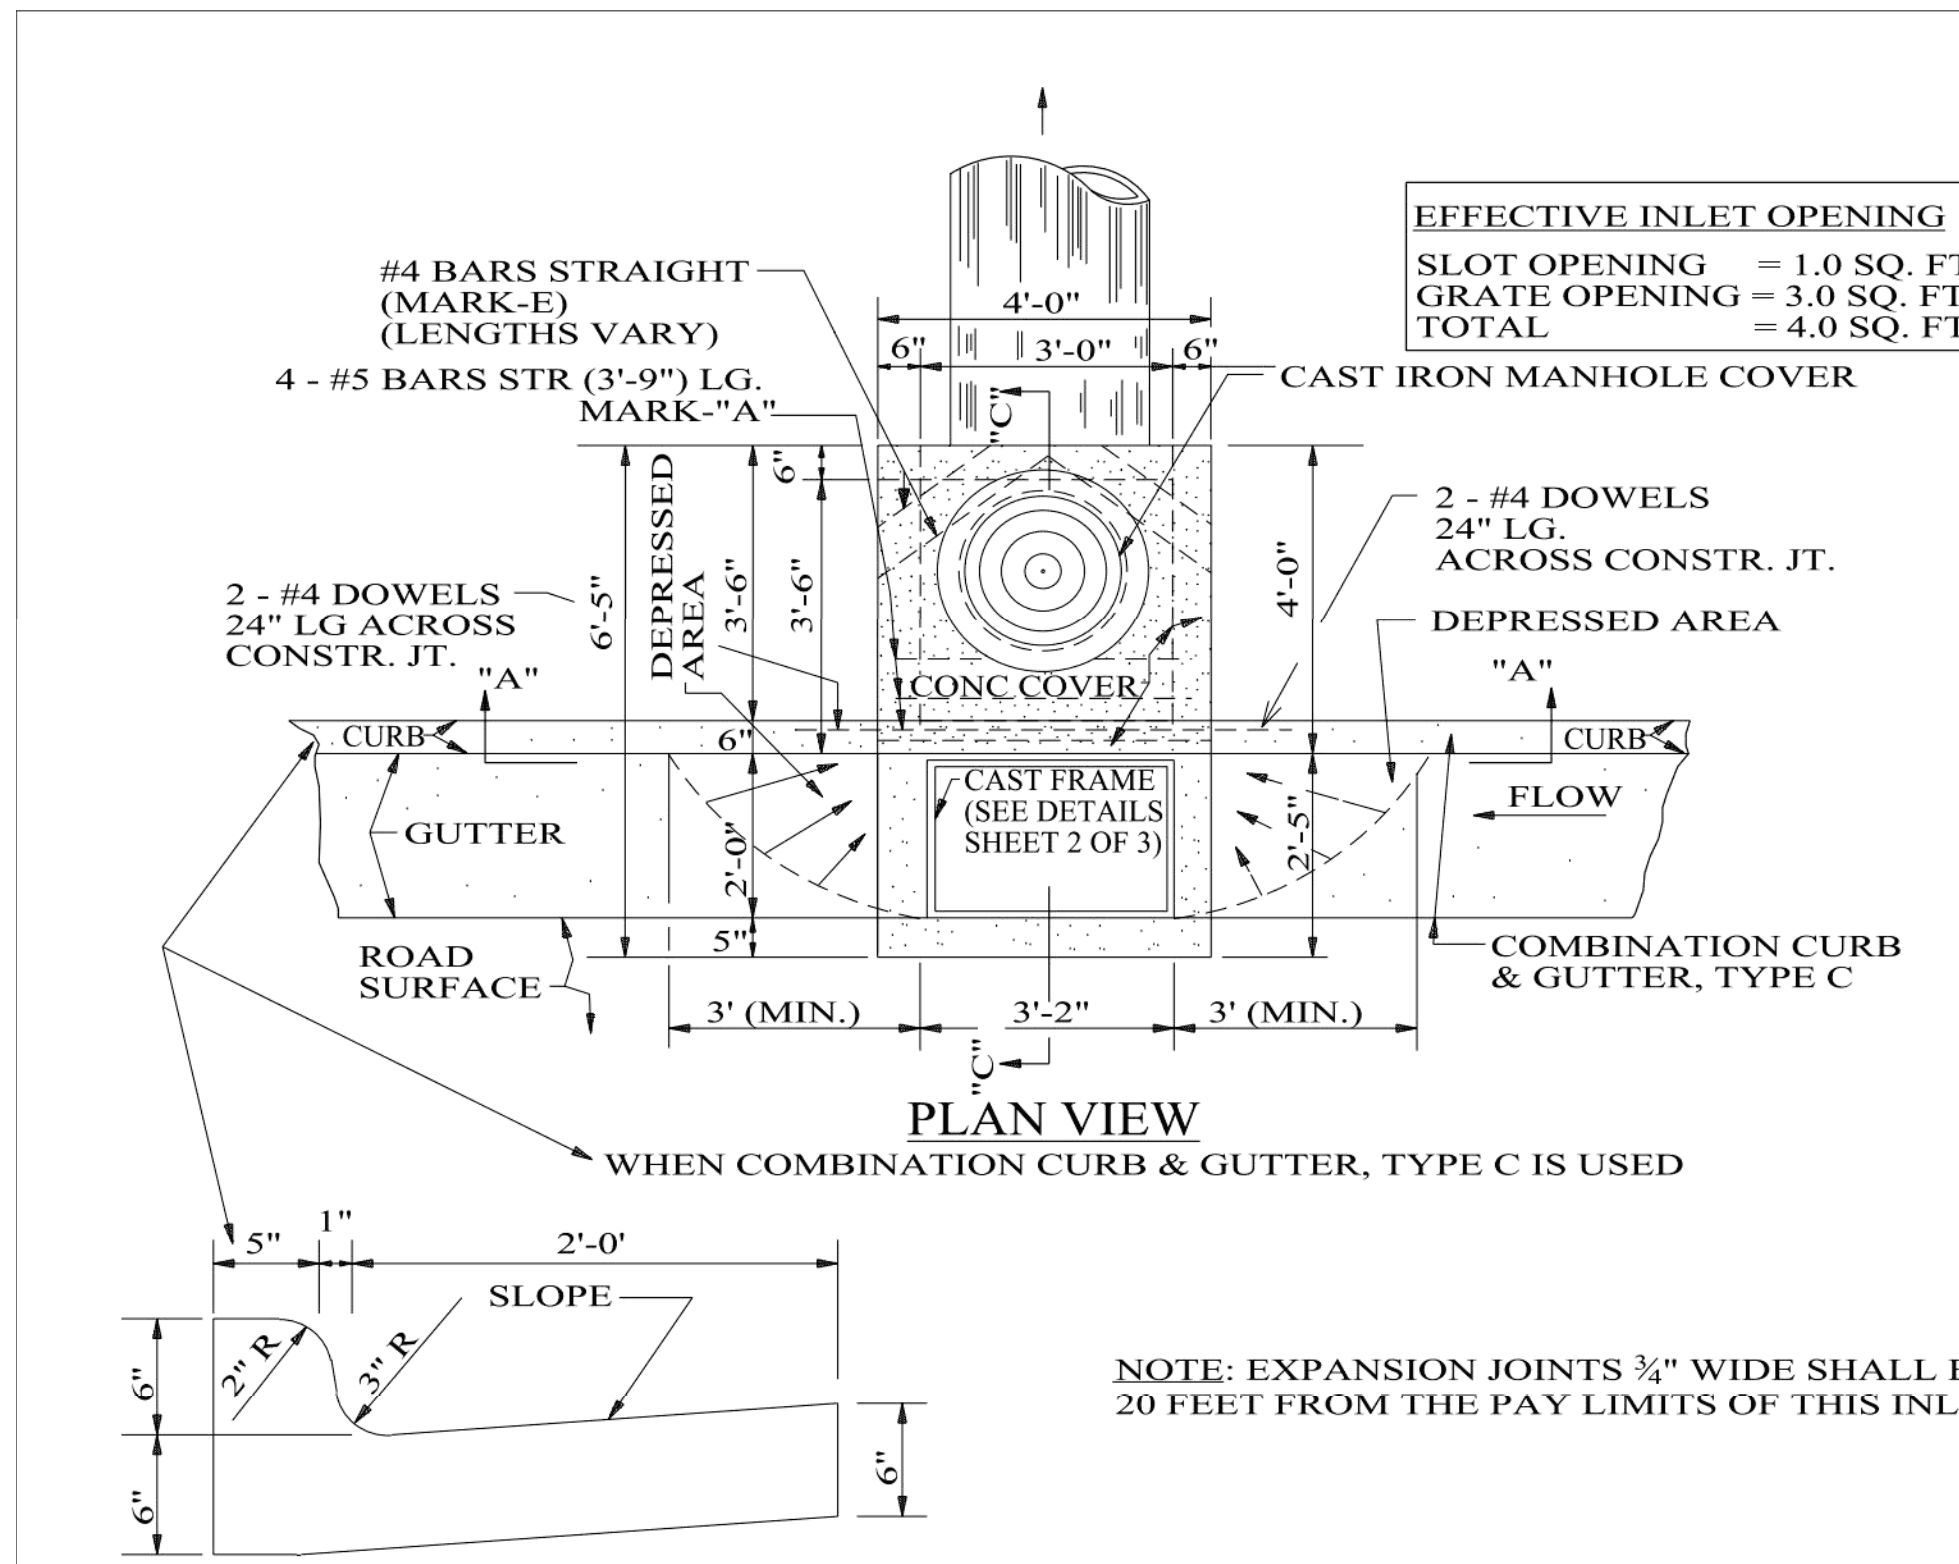 EFFECTIVE INLET OPENING
SLOT OPENING = 1.0 SQ. FT
GRATE OPENING = 3.0 SQ. FT
TOTAL = 4.0 SQ. FT
#4 BARS STRAIGHT
(MARK-E)
(LENGTHS VARY)
4 - #5 BARS STR (3'-9") LG.
MARK-"A"
4'-0"
6"
3'-0"
6"
CAST IRON MANHOLE COVER
"C"
6"
DEPRESSED
AREA
6'-5"
3'-6"
3'-6"
4'-0"
2 - #4 DOWELS
24" LG.
ACROSS CONSTR. JT.
2 - #4 DOWELS
24" LG ACROSS
CONSTR. JT.
DEPRESSED AREA
"A"
"A"
CONC COVER
CURB
6"
CURB
CAST FRAME
(SEE DETAILS
SHEET 2 OF 3)
FLOW
GUTTER
2'-0"
2'-5"
5"
ROAD
SURFACE
COMBINATION CURB
& GUTTER, TYPE C
3' (MIN.)
3'-2"
3' (MIN.)
"C"
PLAN VIEW
WHEN COMBINATION CURB & GUTTER, TYPE C IS USED
5"
1"
2'-0'
SLOPE
2" R
3" R
6"
6"
6"
NOTE: EXPANSION JOINTS ¾" WIDE SHALL
20 FEET FROM THE PAY LIMITS OF THIS INL